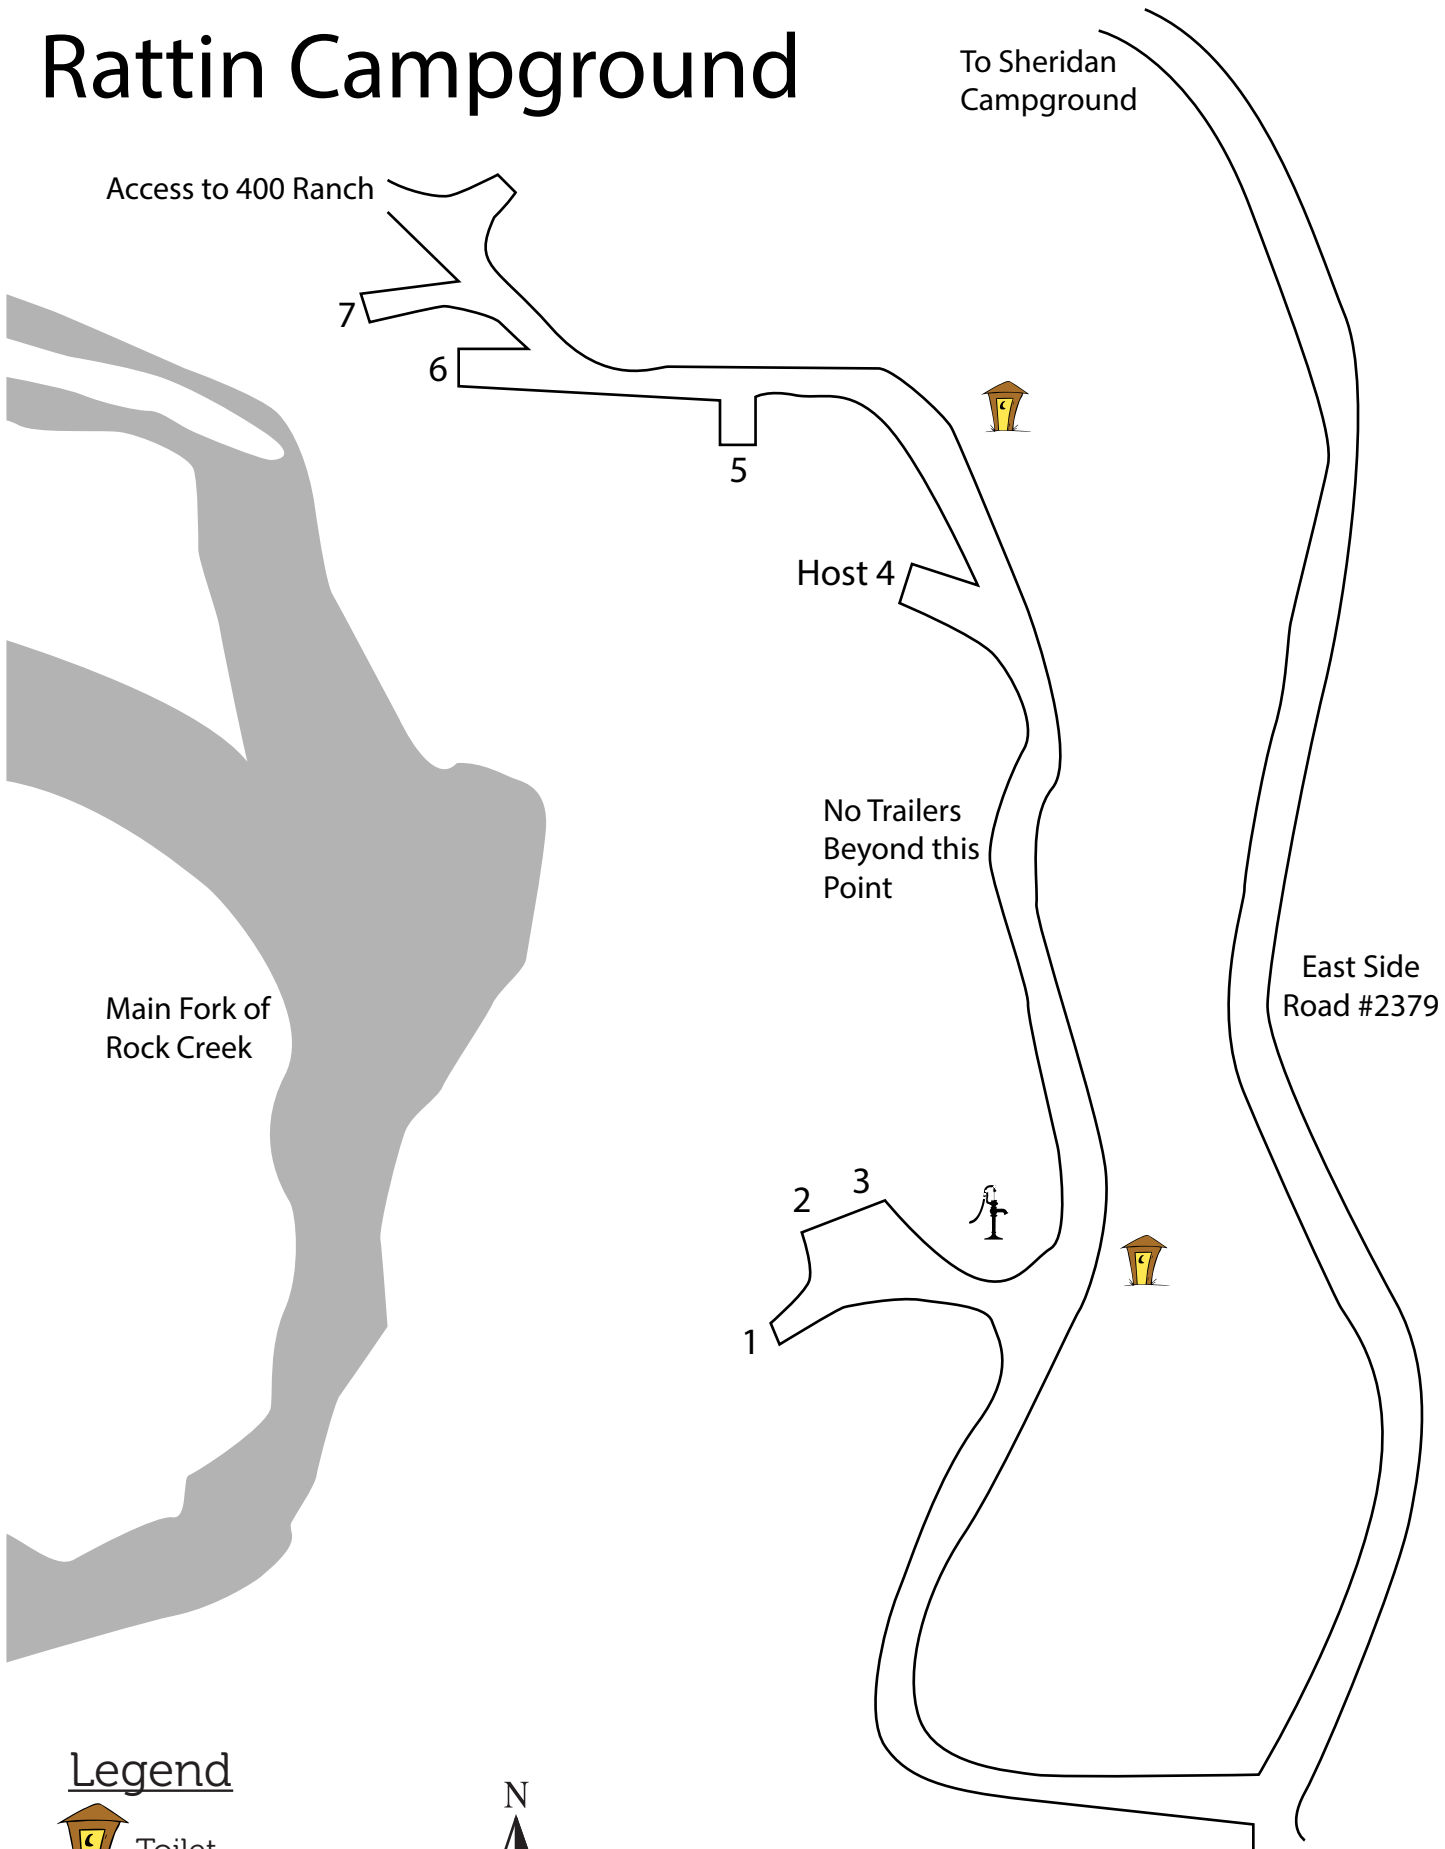 Rattin Campground
To Sheridan
Campground
Access to 400 Ranch
7
6
5
Host 4
No Trailers
Beyond this
Point
East Side
Road #2379
Main Fork of
Rock Creek
3
2
1
Legend
N
Toilet